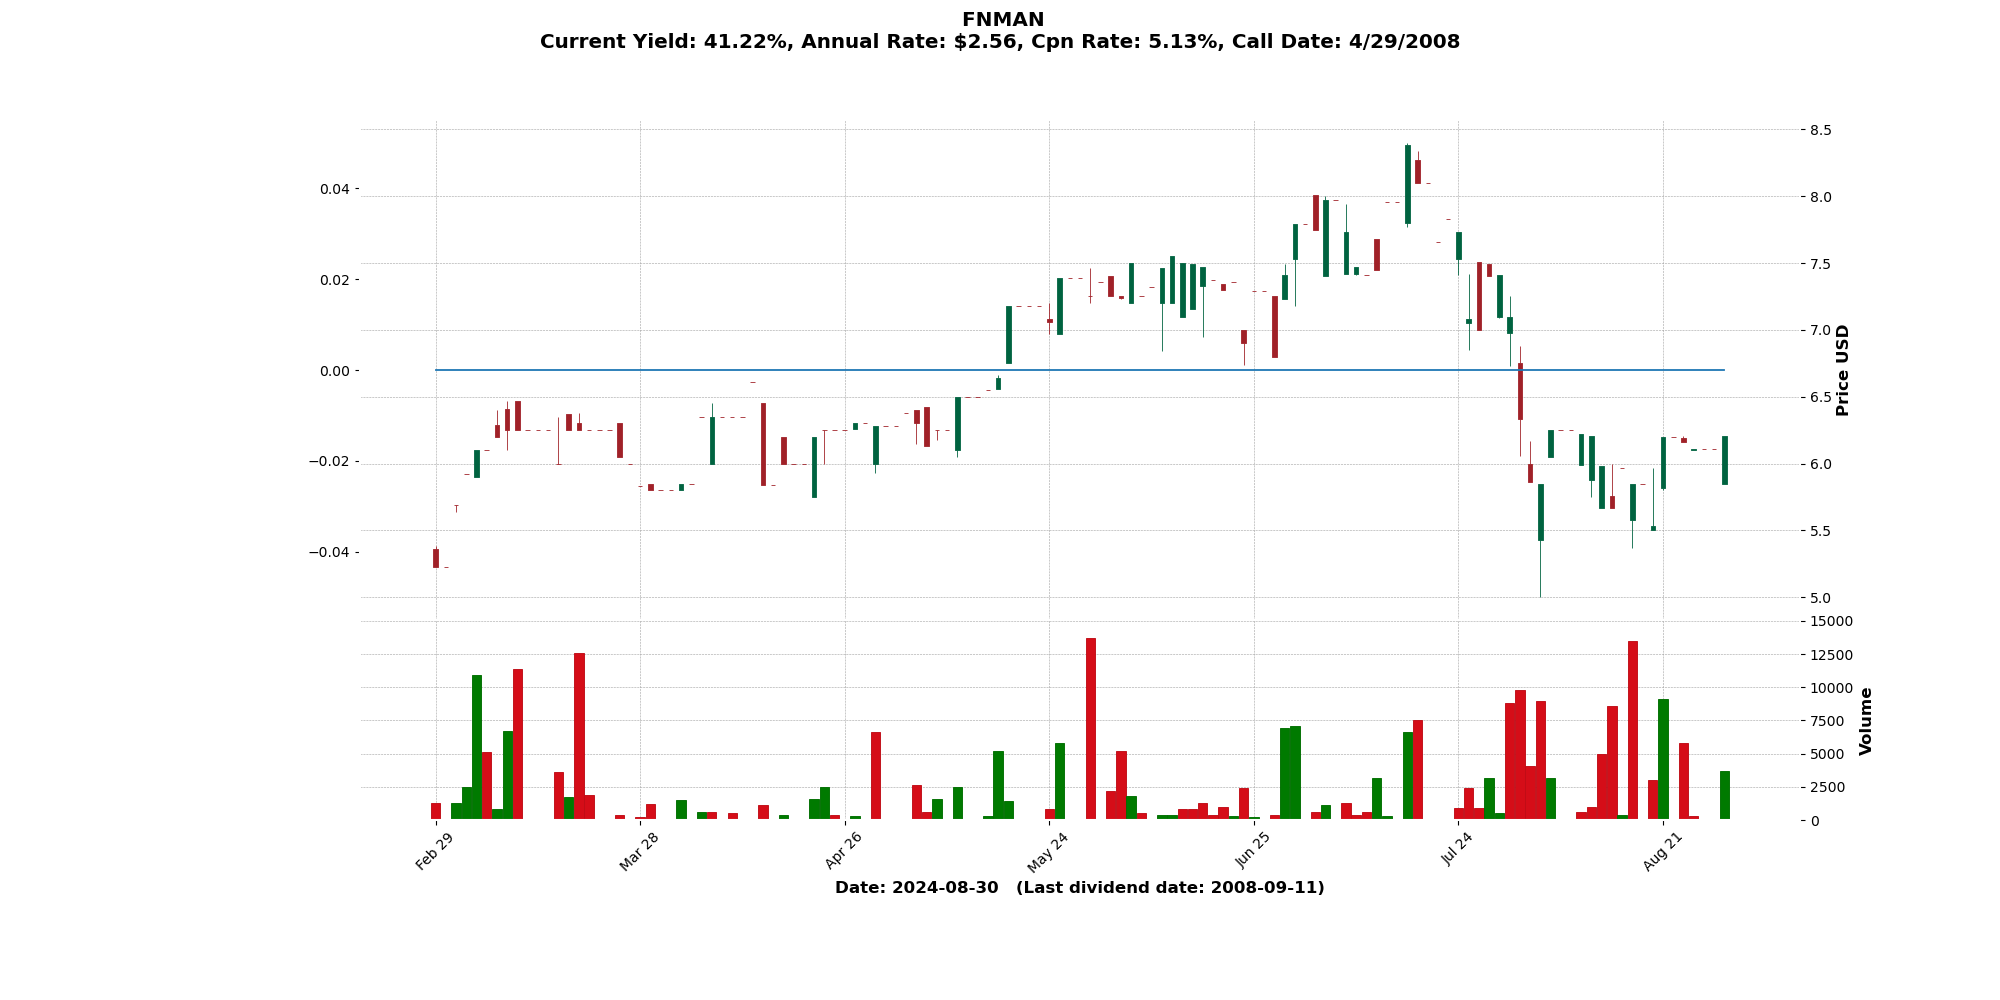 FNMAN
Current Yield: 41.22%, Annual Rate: $2.56, Cpn Rate: 5.13%, Call Date: 4/29/2008
0.04
0.02
0.00
−0.02
−0.04
8.5
8.0
7.5
7.0
6.5
6.0
5.5
5.0
Price USD
15000
12500
10000
7500
5000
2500
0
Volume
Feb 29
Mar 28
Apr 26
May 24
Jun 25
Jul 24
Aug 21
Date: 2024-08-30 (Last dividend date: 2008-09-11)